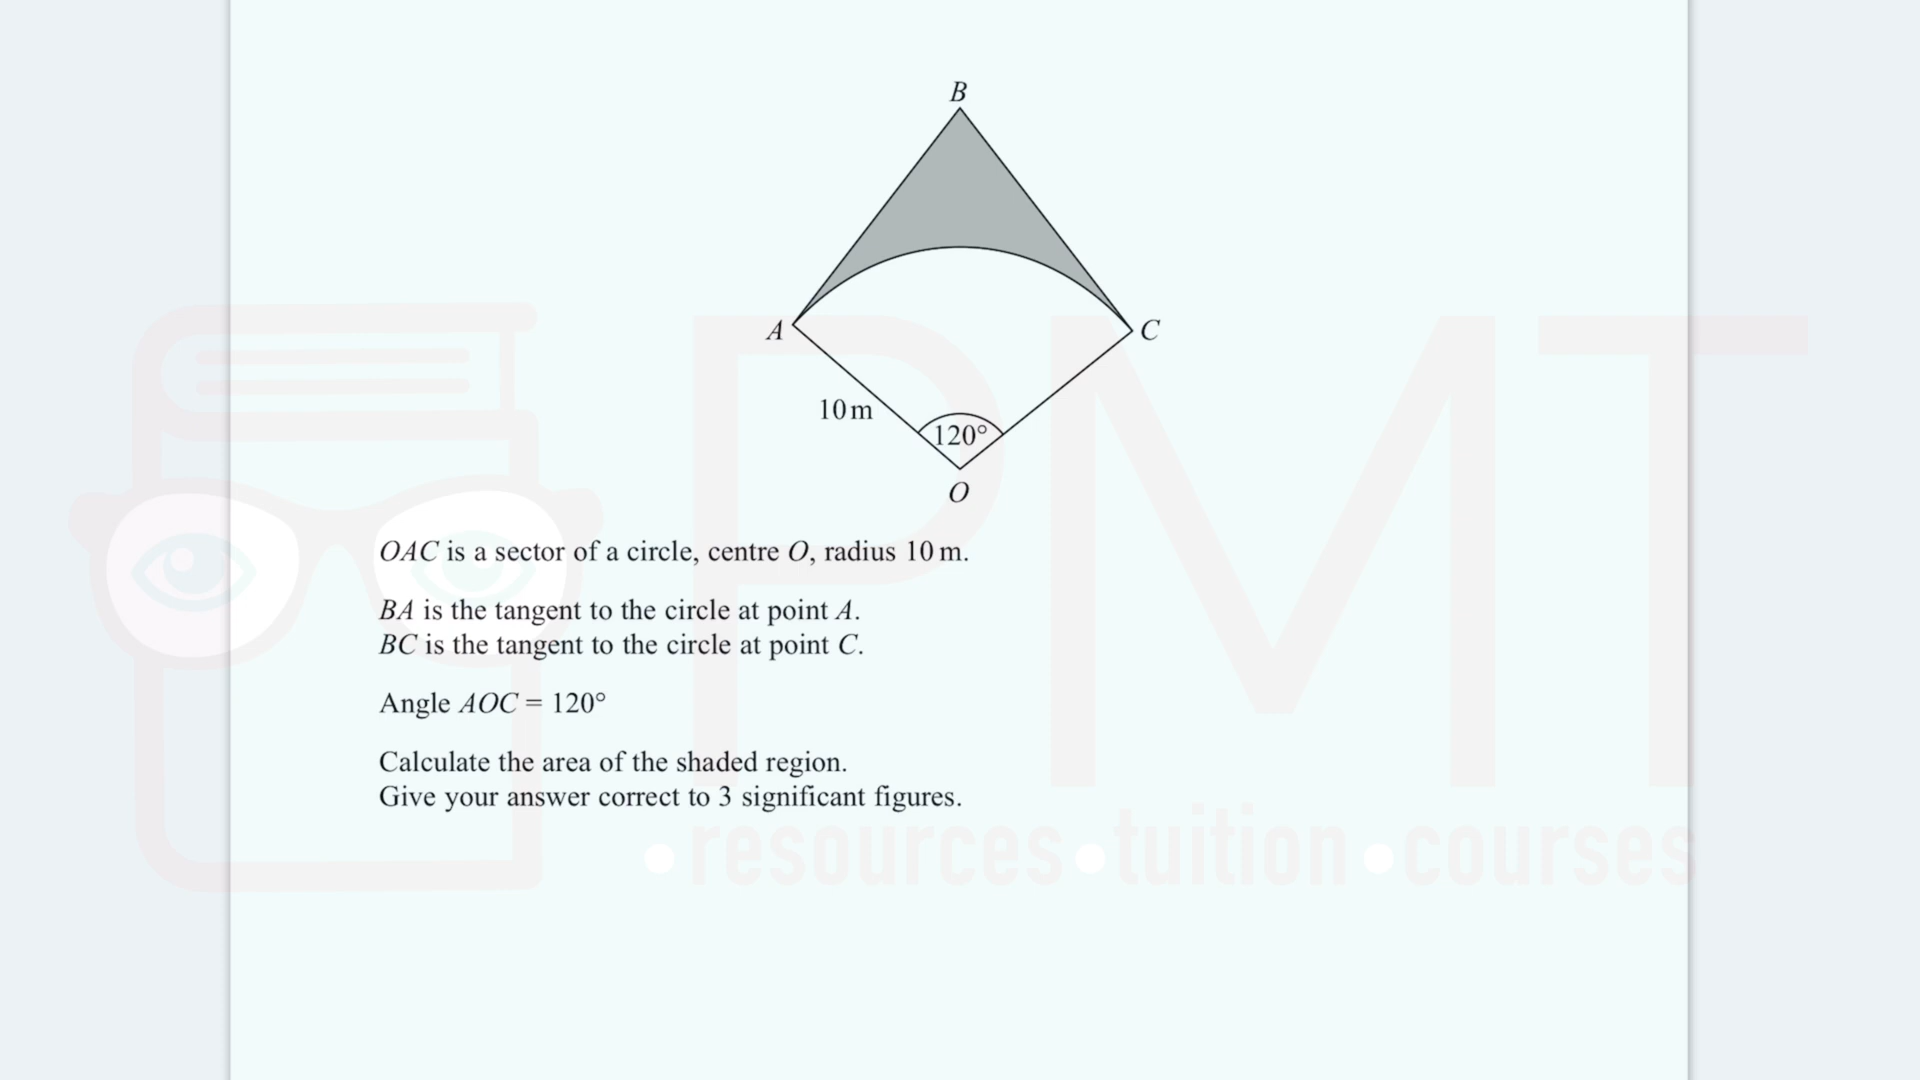 B
A
C
10 m
120°
O
OAC is a sector of a circle, centre O, radius 10 m.
BA is the tangent to the circle at point A.
BC is the tangent to the circle at point C.
Angle AOC = 120°
Calculate the area of the shaded region.
Give your answer correct to 3 significant figures.
PMT
•resources•tuition•courses